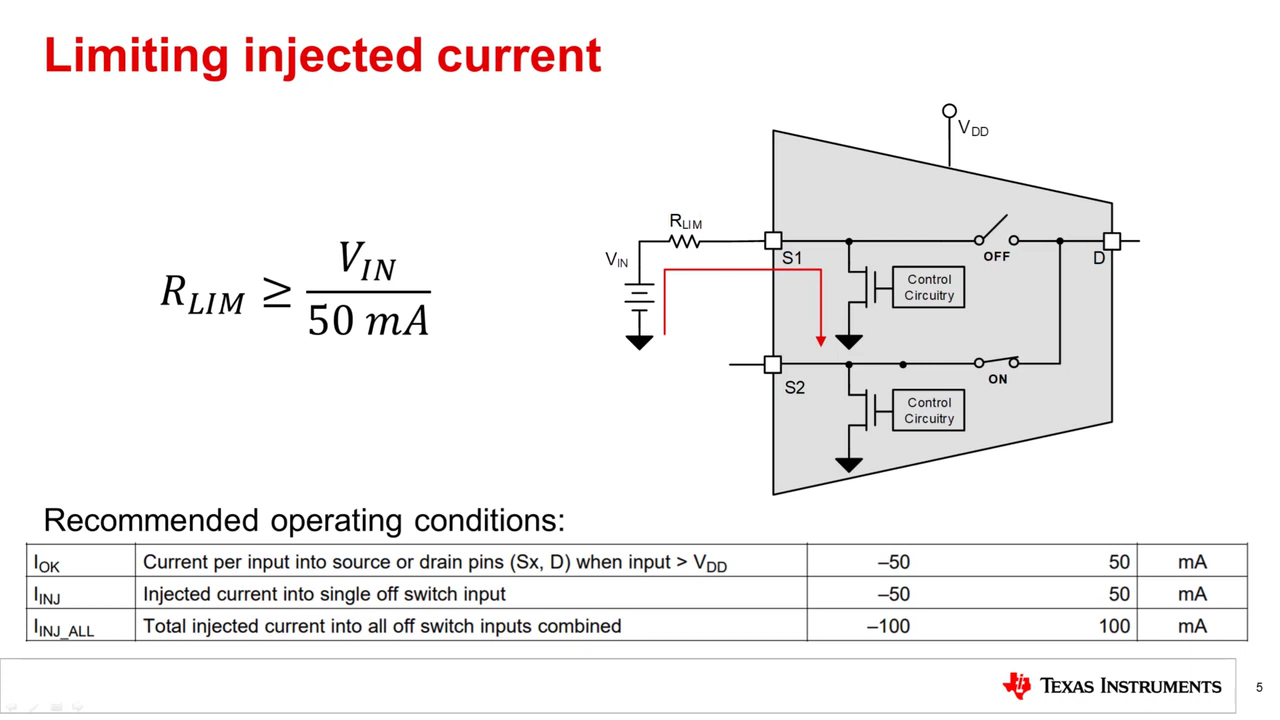 Limiting injected current
R_LIM ≥ V_IN / 50 mA
V_DD
R_LIM
V_IN
S1
OFF
D
Control
Circuitry
S2
ON
Control
Circuitry
Recommended operating conditions:
I_OK Current per input into source or drain pins (Sx, D) when input > V_DD –50 50 mA
I_INJ Injected current into single off switch input –50 50 mA
I_INJ_ALL Total injected current into all off switch inputs combined –100 100 mA
TEXAS INSTRUMENTS
5